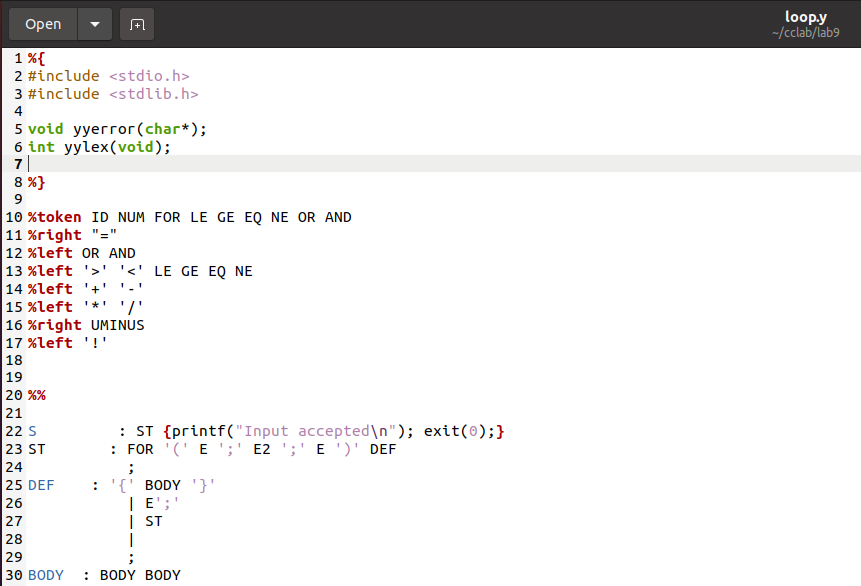 Open
loop.y
~/cclab/lab9
1 %{
2 #include <stdio.h>
3 #include <stdlib.h>
4
5 void yyerror(char*);
6 int yylex(void);
7
8 %}
9
10 %token ID NUM FOR LE GE EQ NE OR AND
11 %right "="
12 %left OR AND
13 %left '>' '<' LE GE EQ NE
14 %left '+' '-'
15 %left '*' '/'
16 %right UMINUS
17 %left '!'
18
19
20 %%
21
22 S         : ST {printf("Input accepted\n"); exit(0);}
23 ST        : FOR '(' E ';' E2 ';' E ')' DEF
24           ;
25 DEF    : '{' BODY '}'
26           | E';'
27           | ST
28           |
29           ;
30 BODY  : BODY BODY